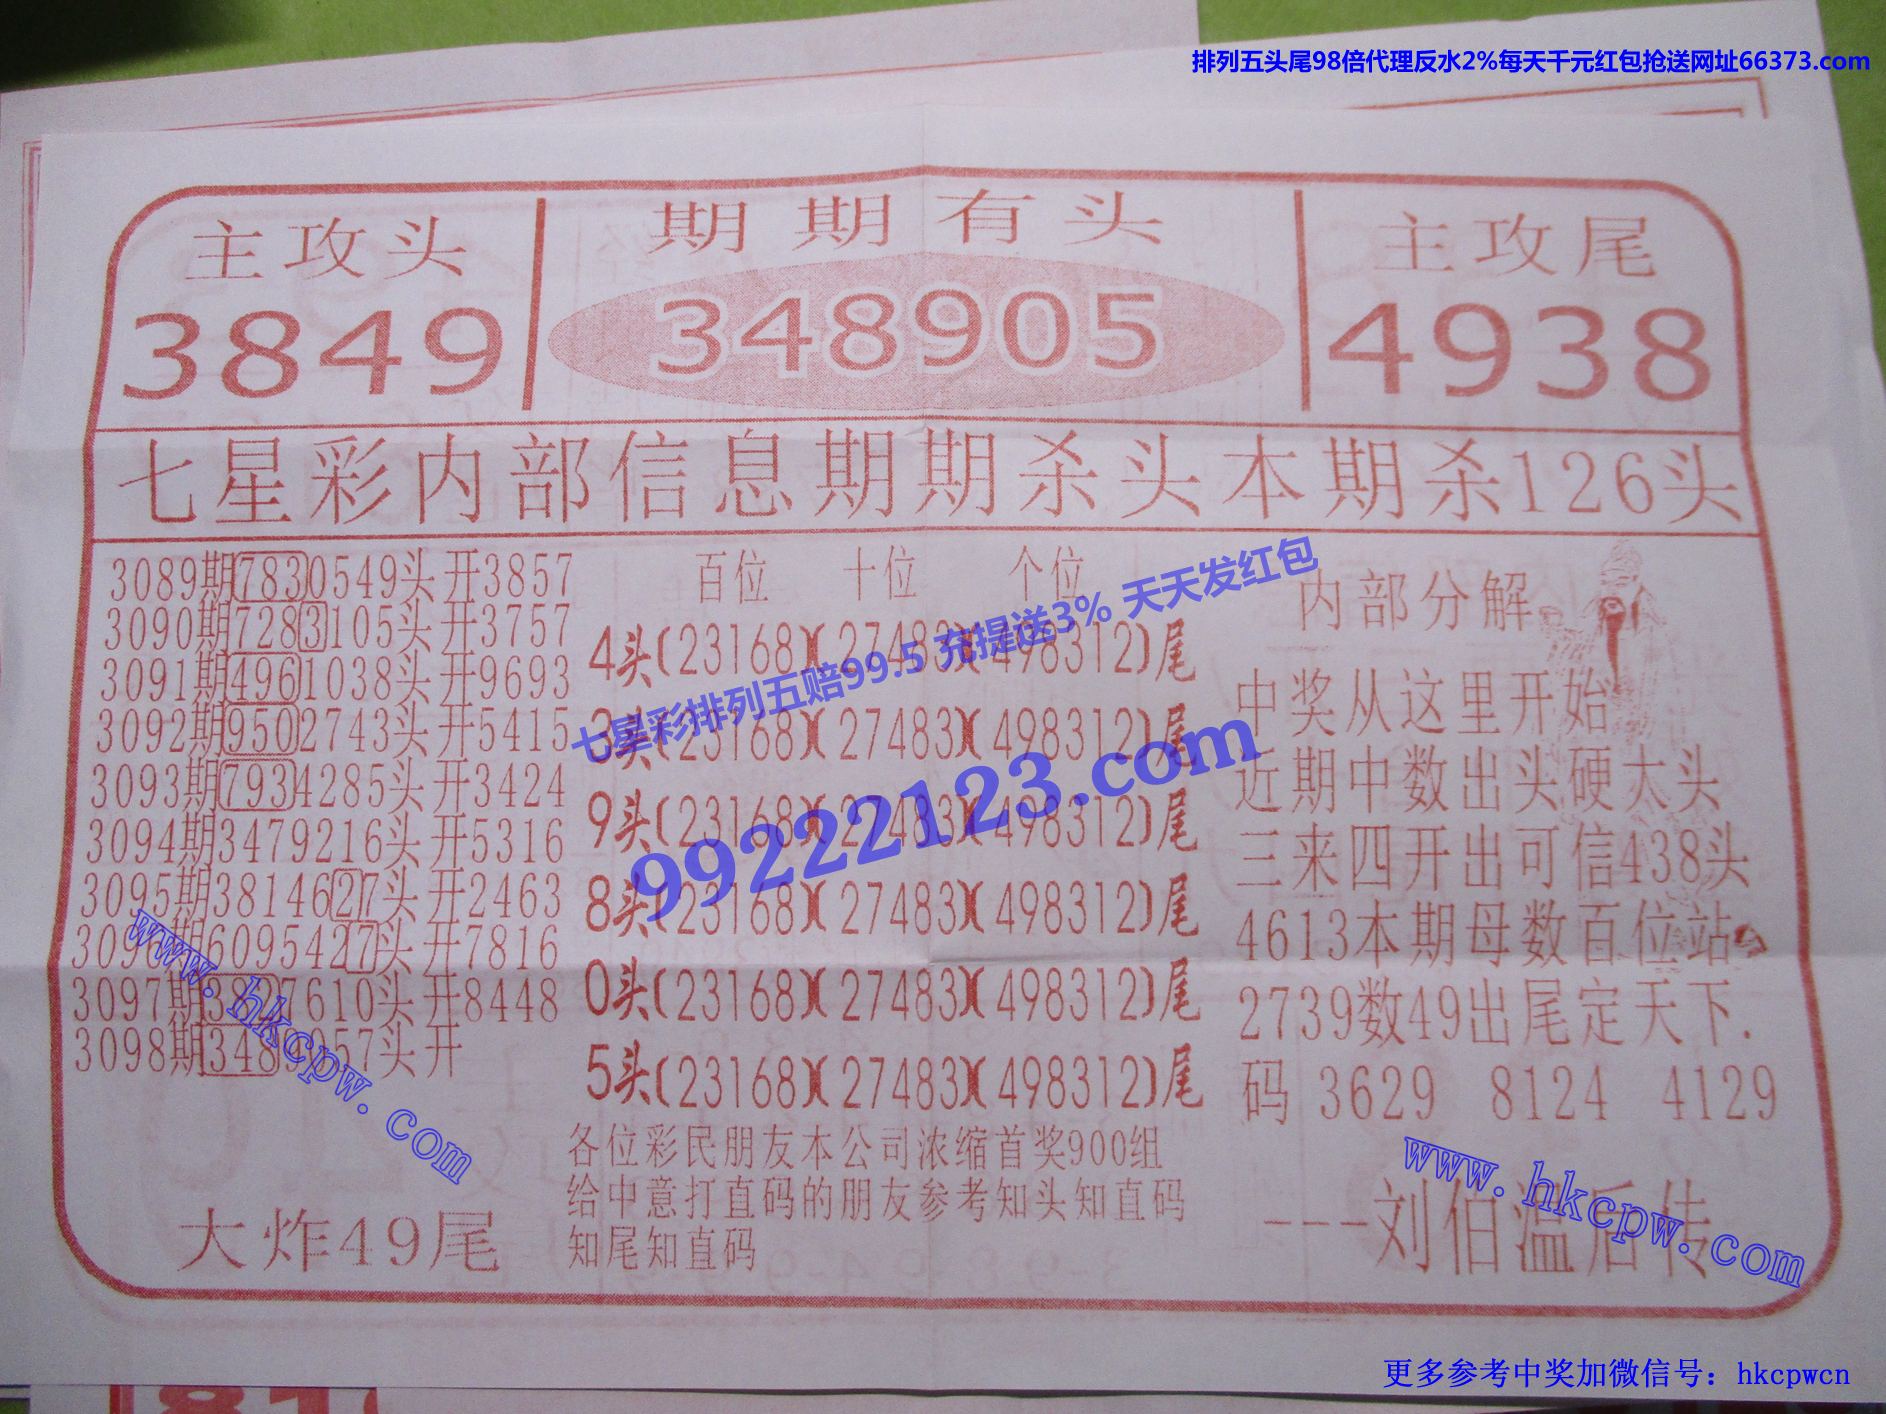 排列五头尾98倍代理反水2%每天千元红包抢送网址66373.com
主攻头
期期有头
主攻尾
3849
348905
4938
七星彩内部信息期期杀头本期杀126头
3089期7830549头开3857
3090期7283105头开3757
3091期4961038头开9693
3092期9502743头开5415
3093期7934285头开3424
3094期3479216头开5316
3095期3814627头开2463
3096期6095427头开7816
3097期3827610头开8448
3098期3489057头开
大炸49尾
百位 十位 个位
4头(23168)(27483)(498312)尾
3头(23168)(27483)(498312)尾
9头(23168)(27483)(498312)尾
8头(23168)(27483)(498312)尾
0头(23168)(27483)(498312)尾
5头(23168)(27483)(498312)尾
各位彩民朋友本公司浓缩首奖900组
给中意打直码的朋友参考知头知直码
知尾知直码
内部分解
中奖从这里开始
近期中数出头硬大头
三来四开出可信438头
4613本期母数百位站
2739数49出尾定天下.
码 3629 8124 4129
---刘伯温后传
七星彩排列五赔99.5 充提送3% 天天发红包
99222123.com
www.hkcpw.com
www.hkcpw.com
更多参考中奖加微信号：hkcpwcn